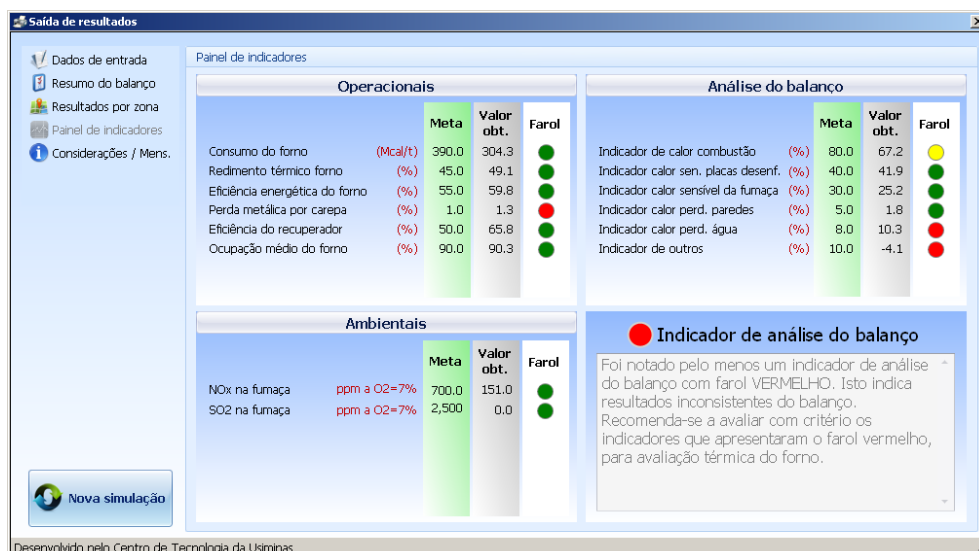 Saída de resultados
Dados de entrada
Resumo do balanço
Resultados por zona
Painel de indicadores
Considerações / Mens.
Nova simulação
Painel de indicadores
Operacionais
Meta Valor obt. Farol
Consumo do forno (Mcal/t) 390.0 304.3
Redimento térmico forno (%) 45.0 49.1
Eficiência energética do forno (%) 55.0 59.8
Perda metálica por carepa (%) 1.0 1.3
Eficiência do recuperador (%) 50.0 65.8
Ocupação médio do forno (%) 90.0 90.3
Análise do balanço
Meta Valor obt. Farol
Indicador de calor combustão (%) 80.0 67.2
Indicador calor sen. placas desenf. (%) 40.0 41.9
Indicador calor sensível da fumaça (%) 30.0 25.2
Indicador calor perd. paredes (%) 5.0 1.8
Indicador calor perd. água (%) 8.0 10.3
Indicador de outros (%) 10.0 -4.1
Ambientais
Meta Valor obt. Farol
NOx na fumaça ppm a O2=7% 700.0 151.0
SO2 na fumaça ppm a O2=7% 2,500 0.0
Indicador de análise do balanço
Foi notado pelo menos um indicador de análise
do balanço com farol VERMELHO. Isto indica
resultados inconsistentes do balanço.
Recomenda-se a avaliar com critério os
indicadores que apresentaram o farol vermelho,
para avaliação térmica do forno.
Desenvolvido pelo Centro de Tecnologia da Usiminas